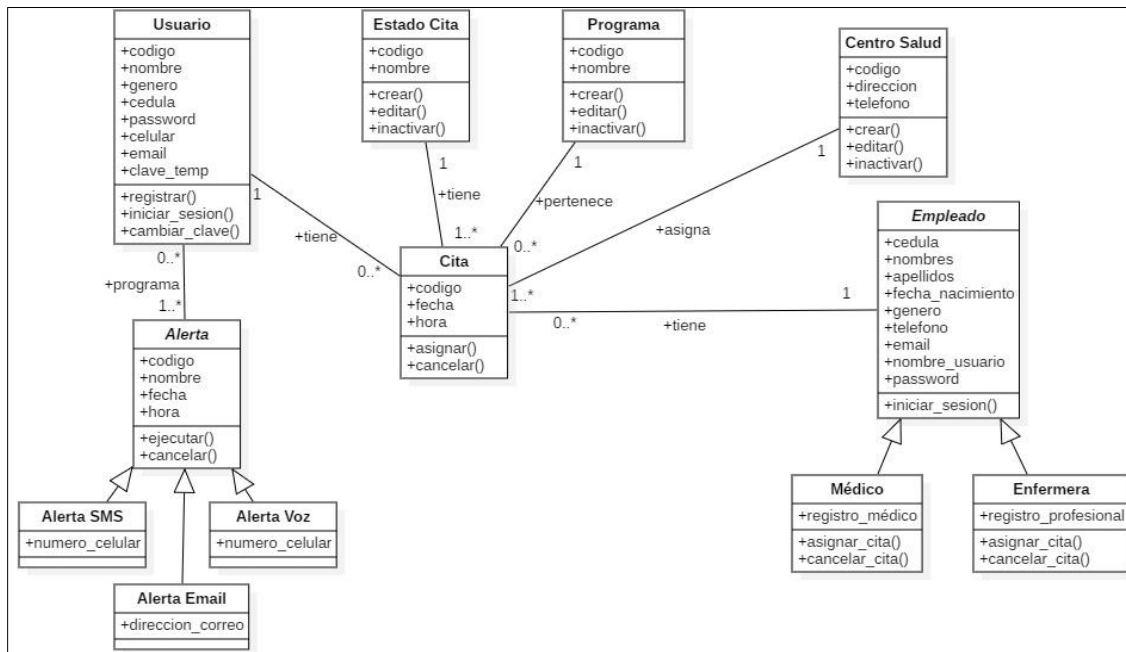 Usuario
+codigo
+nombre
+genero
+cedula
+password
+celular
+email
+clave_temp
+registrar()
+iniciar_sesion()
+cambiar_clave()
Estado Cita
+codigo
+nombre
+crear()
+editar()
+inactivar()
Programa
+codigo
+nombre
+crear()
+editar()
+inactivar()
Centro Salud
+codigo
+direccion
+telefono
+crear()
+editar()
+inactivar()
1
+tiene
0..*
1
+tiene
1..*
1
+pertenece
0..*
1
+asigna
1..*
0..*
+programa
1..*
Cita
+codigo
+fecha
+hora
+asignar()
+cancelar()
0..*
+tiene
1
Empleado
+cedula
+nombres
+apellidos
+fecha_nacimiento
+genero
+telefono
+email
+nombre_usuario
+password
+iniciar_sesion()
Alerta
+codigo
+nombre
+fecha
+hora
+ejecutar()
+cancelar()
Alerta SMS
+numero_celular
Alerta Voz
+numero_celular
Alerta Email
+direccion_correo
Médico
+registro_médico
+asignar_cita()
+cancelar_cita()
Enfermera
+registro_profesional
+asignar_cita()
+cancelar_cita()